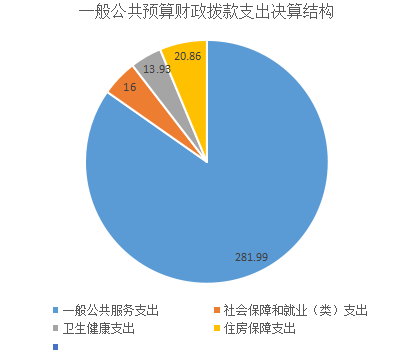 一般公共预算财政拨款支出决算结构
20.86
13.93
16
281.99
一般公共服务支出
社会保障和就业（类）支出
卫生健康支出
住房保障支出